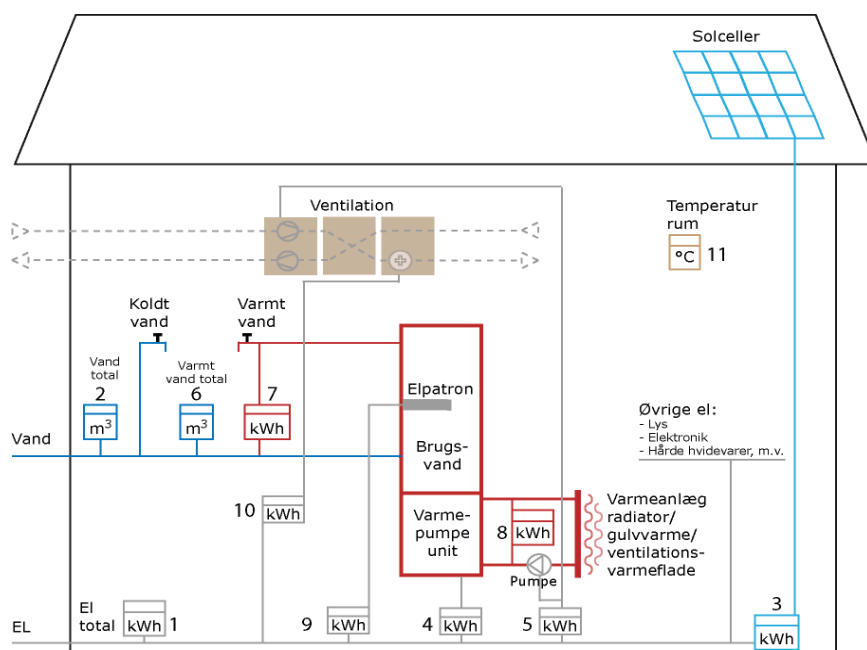 Solceller
Ventilation
Temperatur
rum
°C
11
Koldt
vand
Varmt
vand
Vand
total
2
m³
Varmt
vand total
6
m³
7
kWh
Elpatron
Øvrige el:
- Lys
- Elektronik
- Hårde hvidevarer, m.v.
Vand
Brugs-
vand
10
kWh
Varme-
pumpe
unit
8
kWh
Pumpe
Varmeanlæg
radiator/
gulvvarme/
ventilations-
varmeflade
EL
El
total
kWh
1
9
kWh
4
kWh
5
kWh
3
kWh